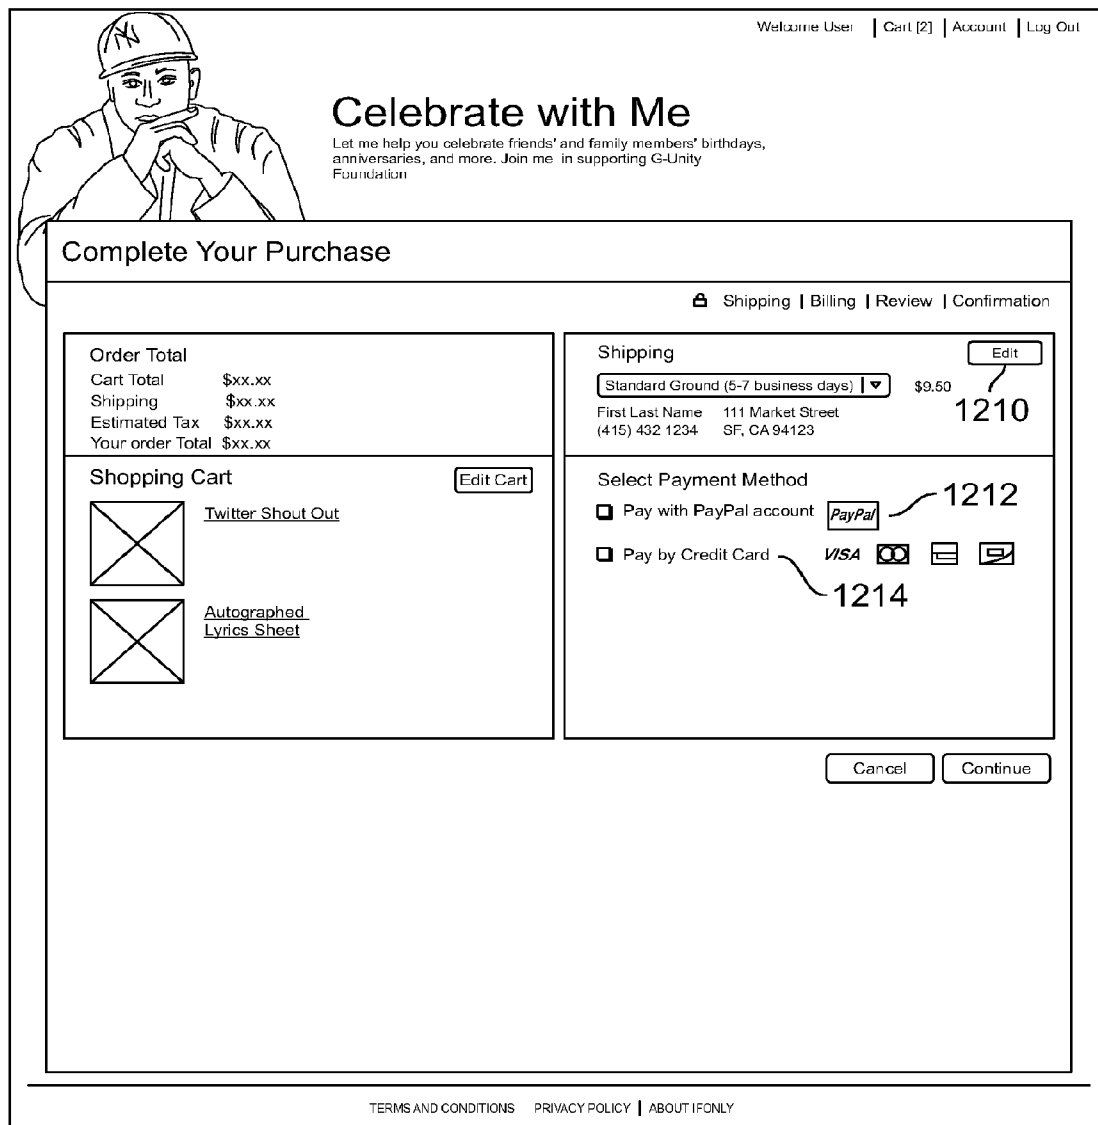 Welcome User | Cart [2] | Account | Log Out
NY
Celebrate with Me
Let me help you celebrate friends' and family members' birthdays,
anniversaries, and more. Join me in supporting G-Unity
Foundation
Complete Your Purchase
Shipping | Billing | Review | Confirmation
Order Total
Cart Total $xx.xx
Shipping $xx.xx
Estimated Tax $xx.xx
Your order Total $xx.xx
Shopping Cart
Edit Cart
Twitter Shout Out
Autographed
Lyrics Sheet
Shipping
Edit
Standard Ground (5-7 business days)
$9.50
1210
First Last Name 111 Market Street
(415) 432 1234 SF, CA 94123
Select Payment Method
1212
Pay with PayPal account PayPal
Pay by Credit Card VISA
1214
Cancel Continue
TERMS AND CONDITIONS PRIVACY POLICY | ABOUT IFONLY